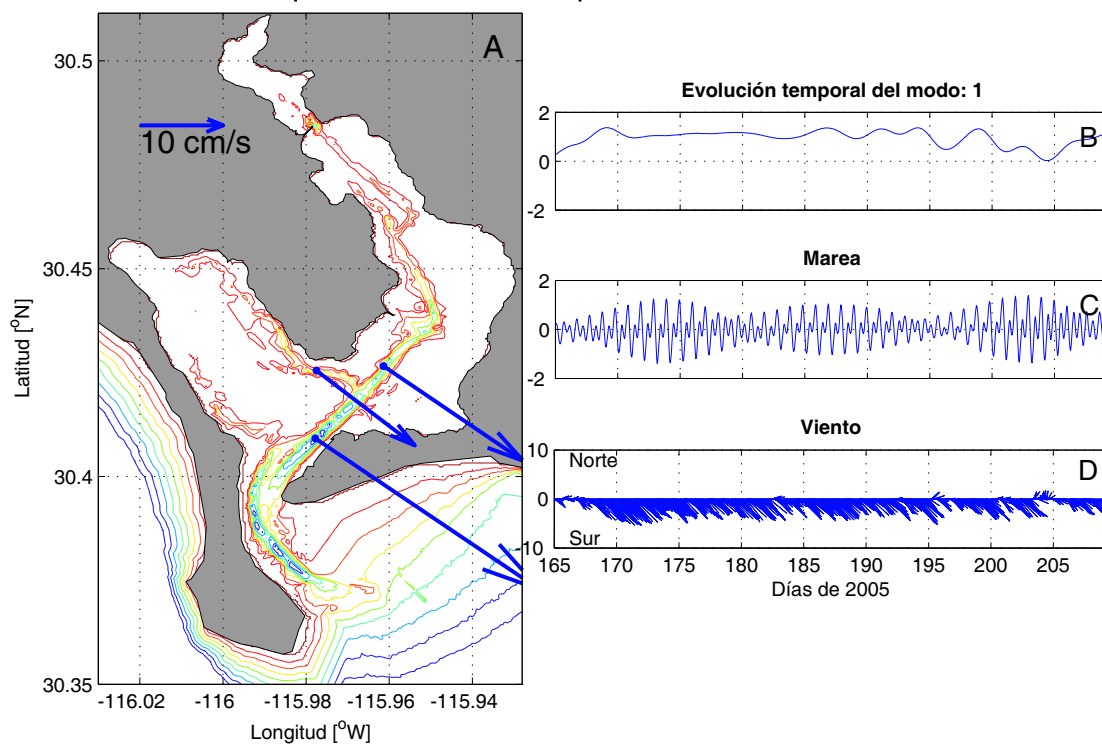 A
30.5
30.45
30.4
30.35
10 cm/s
Latitud [oN]
-116.02 -116 -115.98 -115.96 -115.94
Longitud [oW]
Evolución temporal del modo: 1
2
0
-2
B
Marea
2
0
-2
C
Viento
10
0
-10
Norte
Sur
D
165 170 175 180 185 190 195 200 205
Días de 2005